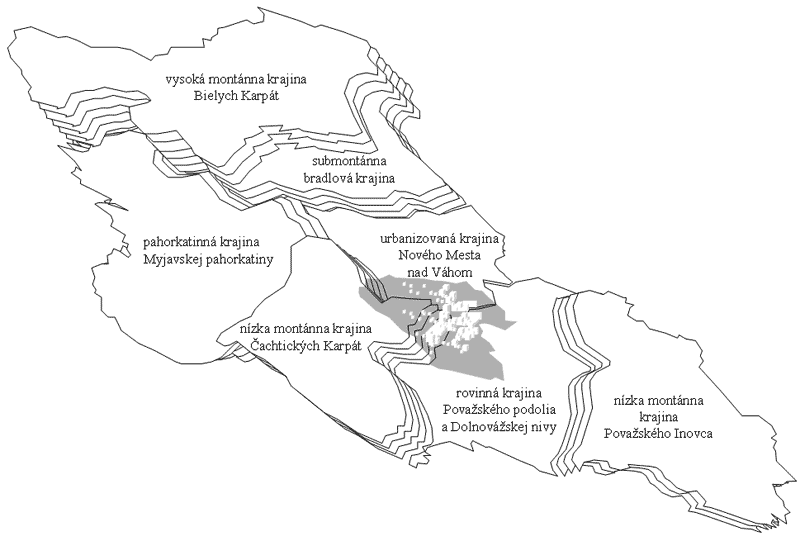 vysoká montánna krajina
Bielych Karpát
submontánna
bradlová krajina
pahorkatinná krajina
Myjavskej pahorkatiny
urbanizovaná krajina
Nového Mesta
nad Váhom
nízka montánna krajina
Čachtických Karpát
rovinná krajina
Považského podolia
a Dolnovážskej nivy
nízka montánna
krajina
Považského Inovca